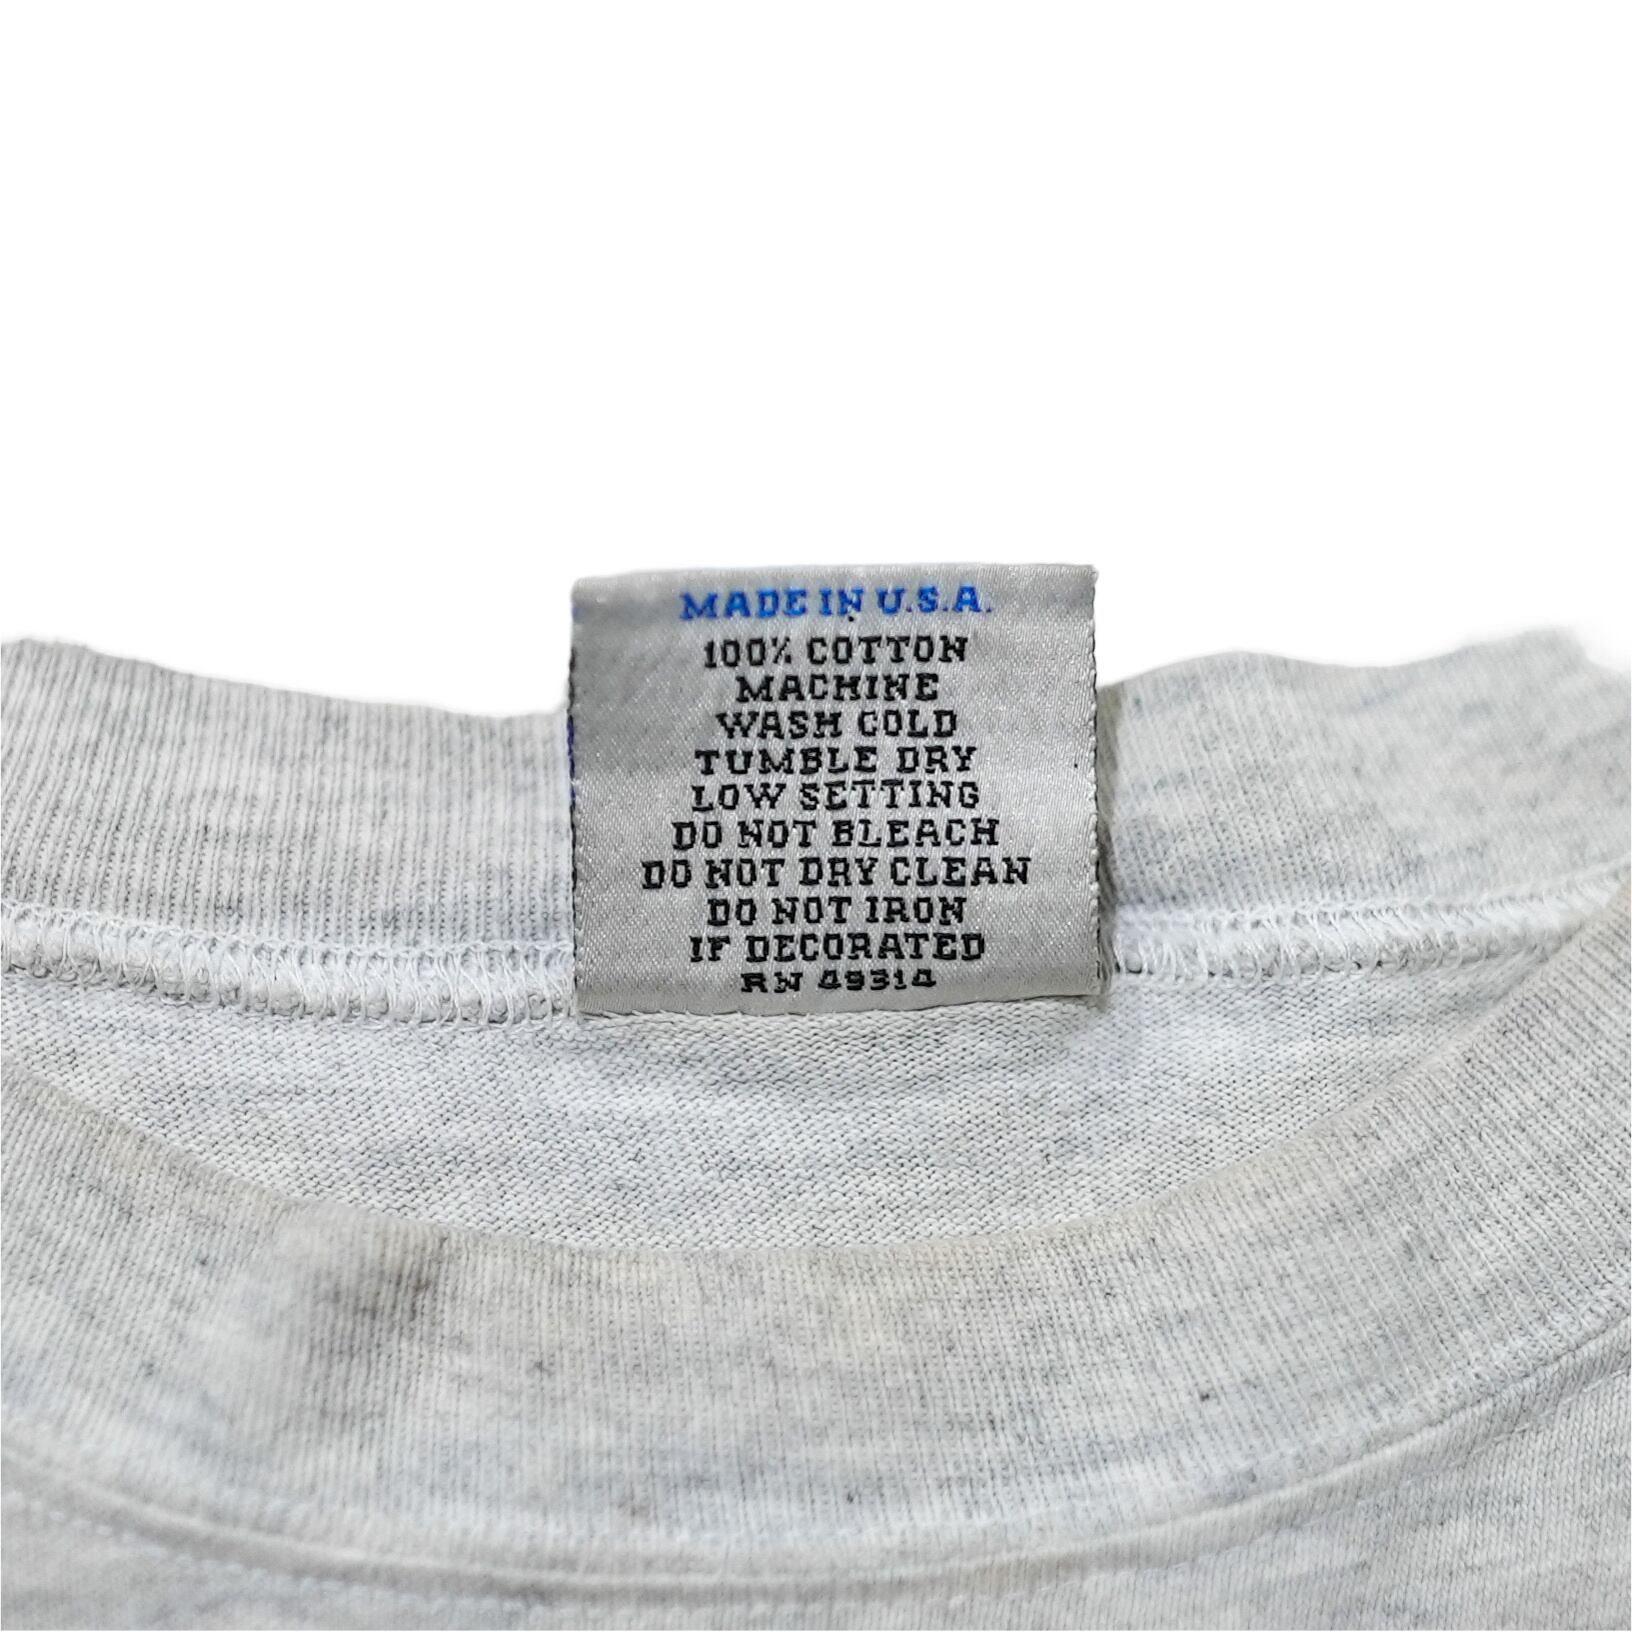 MADE IN U.S.A.
100% COTTON
MACHINE
WASH COLD
TUMBLE DRY
LOW SETTING
DO NOT BLEACH
DO NOT DRY CLEAN
DO NOT IRON
IF DECORATED
RN 49314